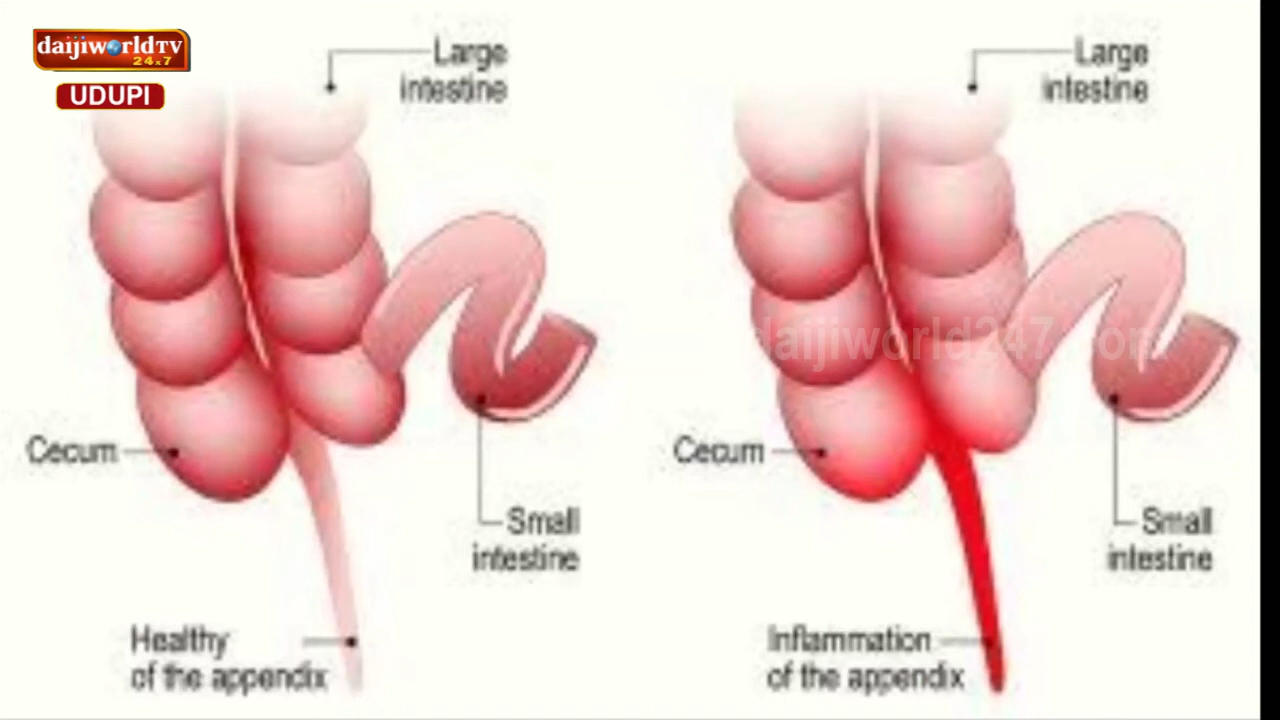 daijiworldTV
24x7
UDUPI
Large
intestine
Cecum
Small
intestine
Healthy
of the appendix
Large
intestine
daijiworld247.com
Cecum
Small
intestine
Inflammation
of the appendix